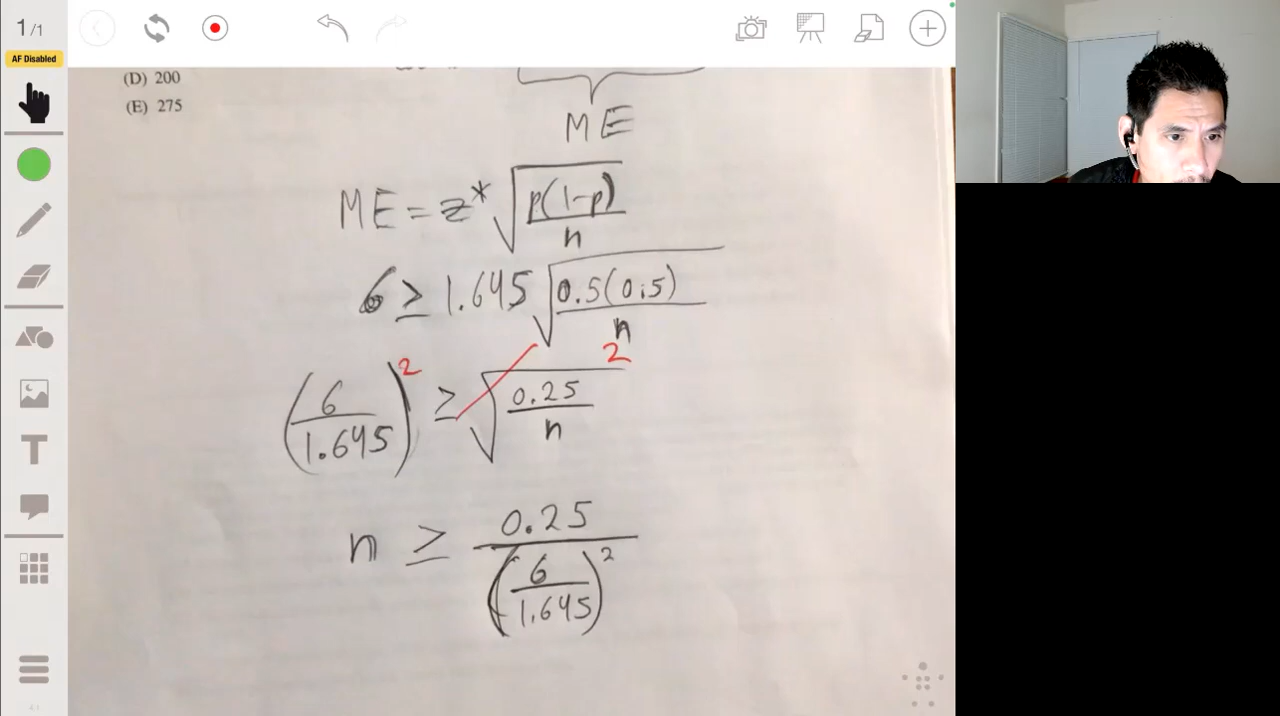 1/1
AF Disabled
(D) 200
(E) 275
ME
ME = z* √(p(1-p)/n)
6 ≥ 1.645 √(0.5(0.5)/n)
(6/1.645)² ≥ √(0.25/n) ²
n ≥ 0.25/(6/1.645)²
T